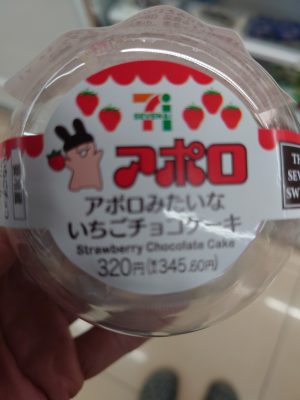 SEVEN & i
アポロ
アポロみたいな
いちごチョコケーキ
Strawberry Chocolate Cake
320円(税込345.60円)